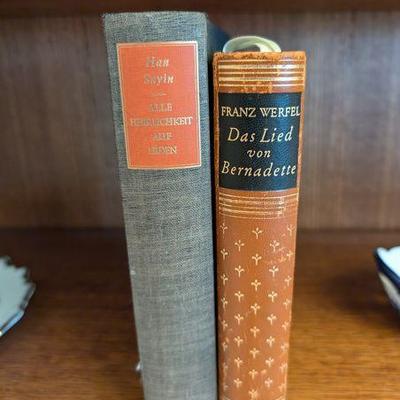 Han
Suyin
ALLE
HERRLICHKEIT
AUF
ERDEN
FRANZ WERFEL
Das Lied
von
Bernadette